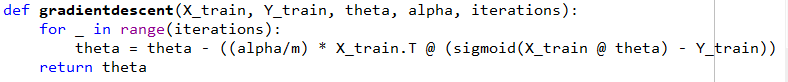 def gradientdescent(X_train, Y_train, theta, alpha, iterations):
    for _ in range(iterations):
        theta = theta - ((alpha/m) * X_train.T @ (sigmoid(X_train @ theta) - Y_train))
    return theta